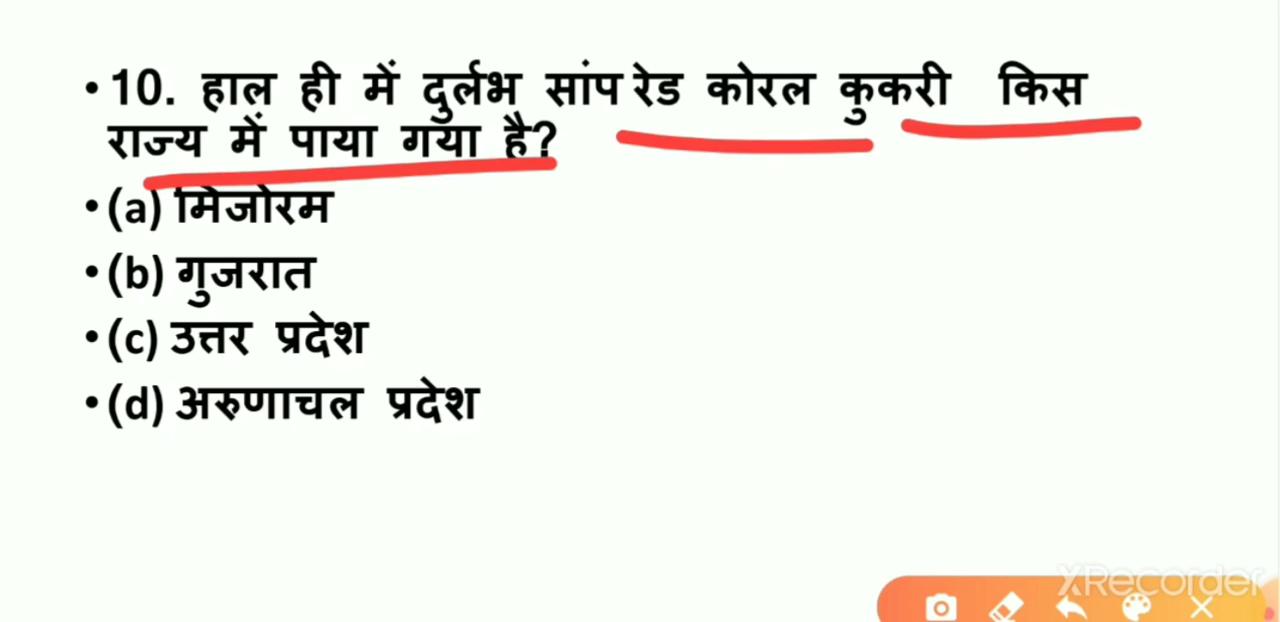 • 10. हाल ही में दुर्लभ सांप रेड कोरल कुकरी किस
राज्य में पाया गया है?
• (a) मिजोरम
• (b) गुजरात
• (c) उत्तर प्रदेश
• (d) अरुणाचल प्रदेश
XRecorder